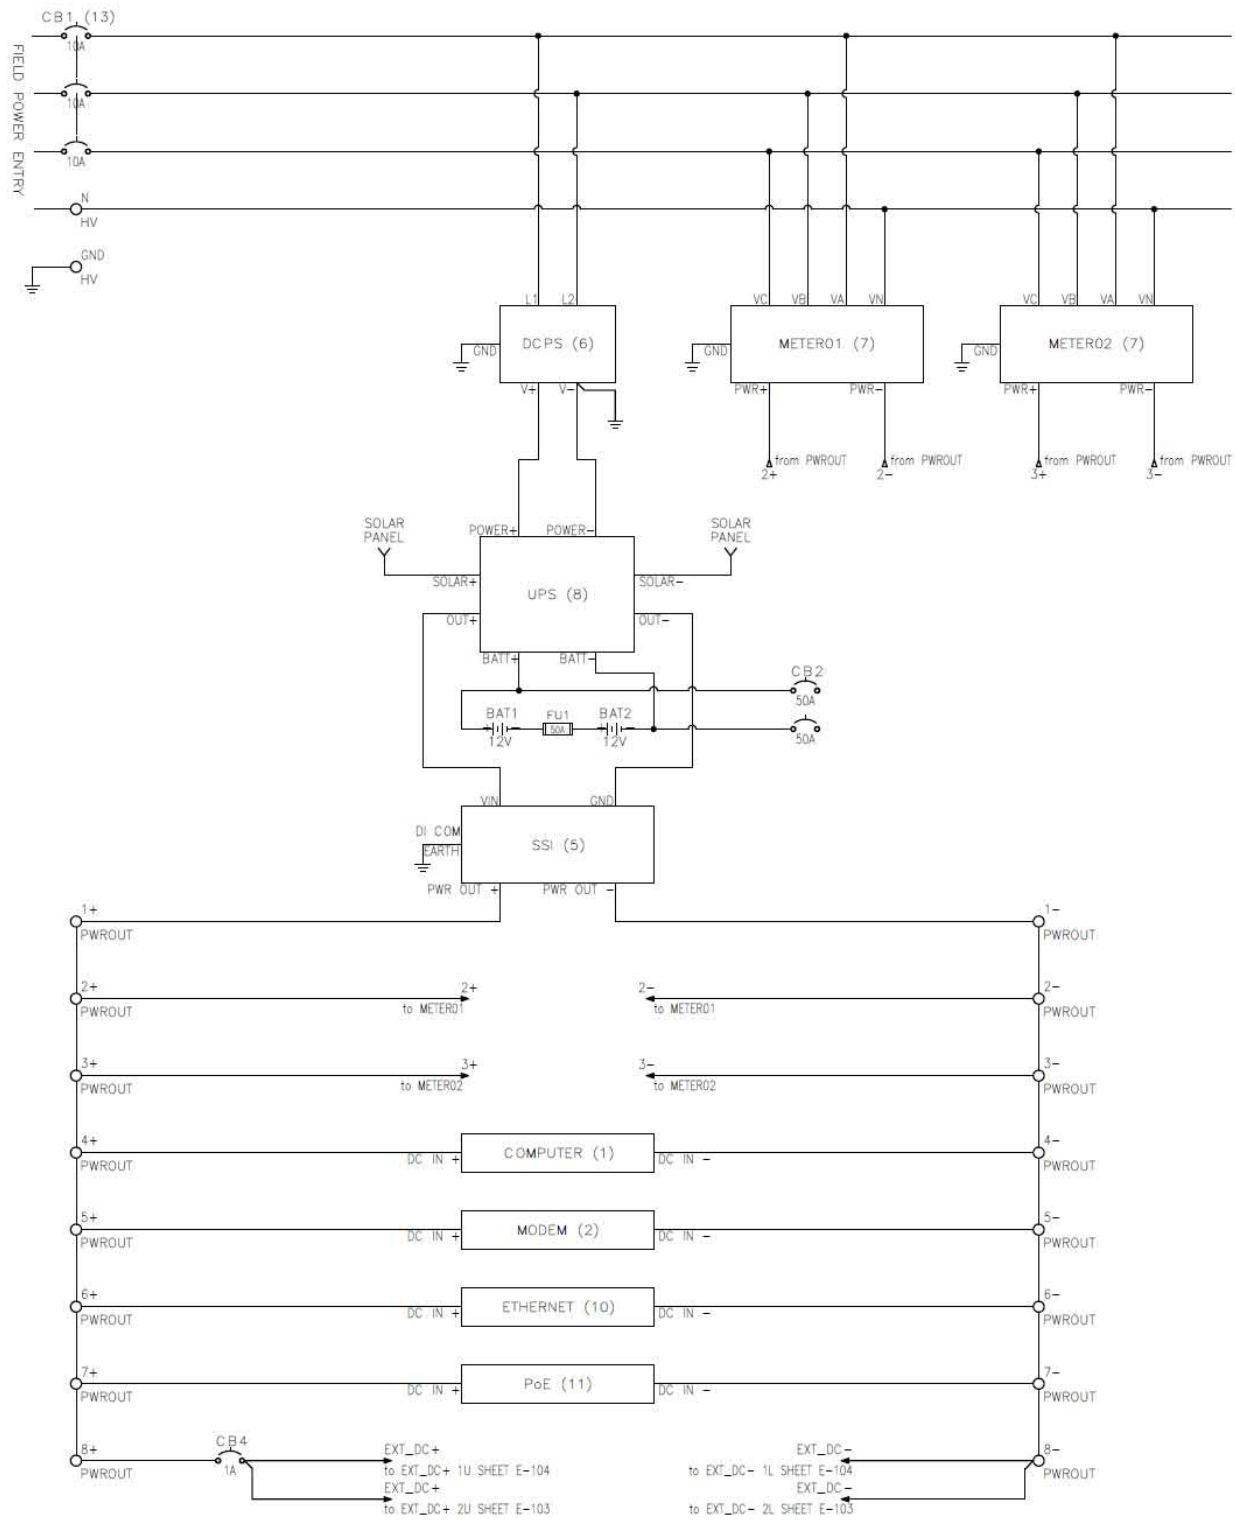 CB1 (13)
10A
10A
10A
FIELD POWER ENTRY
N
HV
GND
HV
L1 L2
VC VB VA VN
VC VB VA VN
GND DCPS (6)
GND METER01 (7)
GND METER02 (7)
V+ V-
PWR+ PWR-
PWR+ PWR-
from PWROUT
2+
from PWROUT
2-
from PWROUT
3+
from PWROUT
3-
SOLAR
PANEL
POWER+ POWER-
SOLAR
PANEL
SOLAR+ SOLAR-
UPS (8)
OUT+ OUT-
BATT+ BATT-
CB2
50A
50A
BAT1
12V
FU1
50A
BAT2
12V
VIN GND
DI COM
EARTH
SSI (5)
PWR OUT + PWR OUT -
1+
PWROUT
1-
PWROUT
2+
PWROUT
2+
to METER01
2-
to METER01
2-
PWROUT
3+
PWROUT
3+
to METER02
3-
to METER02
3-
PWROUT
4+
PWROUT
DC IN + COMPUTER (1) DC IN -
4-
PWROUT
5+
PWROUT
DC IN + MODEM (2) DC IN -
5-
PWROUT
6+
PWROUT
DC IN + ETHERNET (10) DC IN -
6-
PWROUT
7+
PWROUT
DC IN + PoE (11) DC IN -
7-
PWROUT
8+
PWROUT
CB4
1A
EXT_DC+
to EXT_DC+ 1U SHEET E-104
EXT_DC+
to EXT_DC+ 2U SHEET E-103
EXT_DC-
to EXT_DC- 1L SHEET E-104
EXT_DC-
to EXT_DC- 2L SHEET E-103
8-
PWROUT